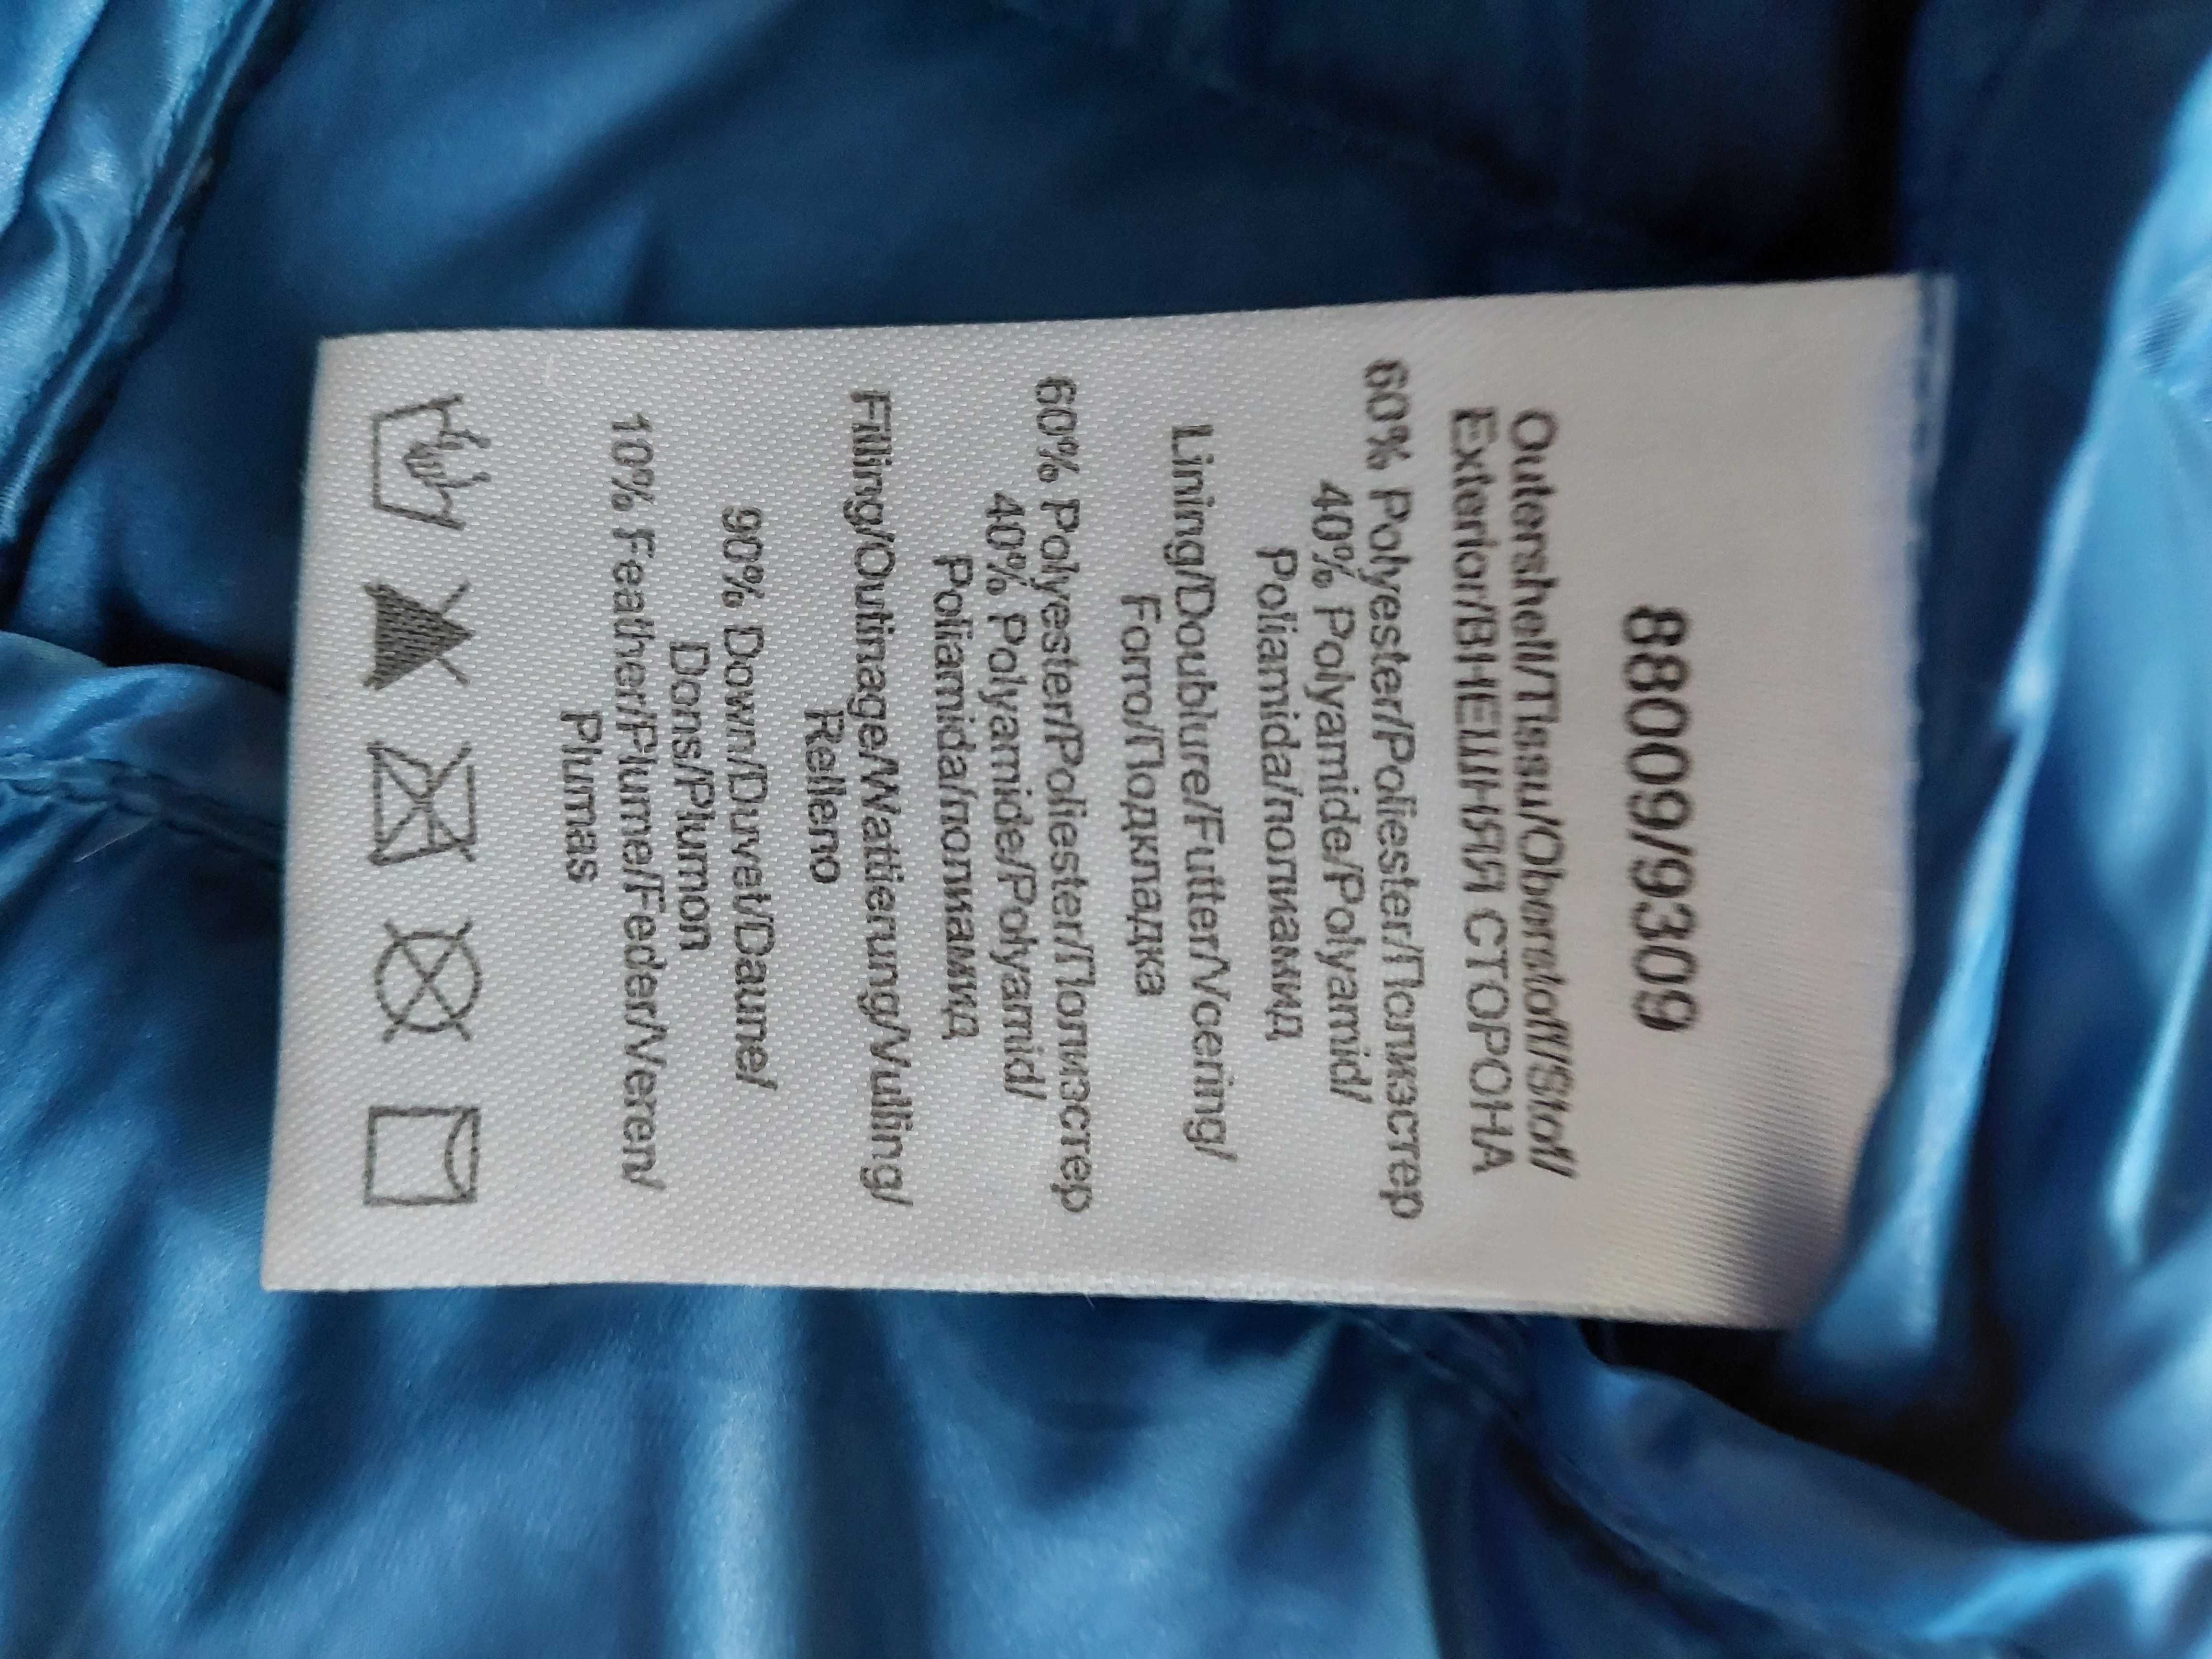 88009/9309
Outershell/Tissu/Oberstoff/Stoff/
Exterior/ВНЕШНЯЯ СТОРОНА
60% Polyester/Poliester/Полиэстер
40% Polyamide/Polyamid/
Poliamida/полиамид
Lining/Doublure/Futter/Voering/
Forro/Подкладка
60% Polyester/Poliester/Полиэстер
40% Polyamide/Polyamid/
Poliamida/полиамид
Filling/Outinage/Wattierung/Vulling/
Relleno
90% Down/Duvet/Daune/
Dons/Plumon
10% Feather/Plume/Feder/Veren/
Plumas